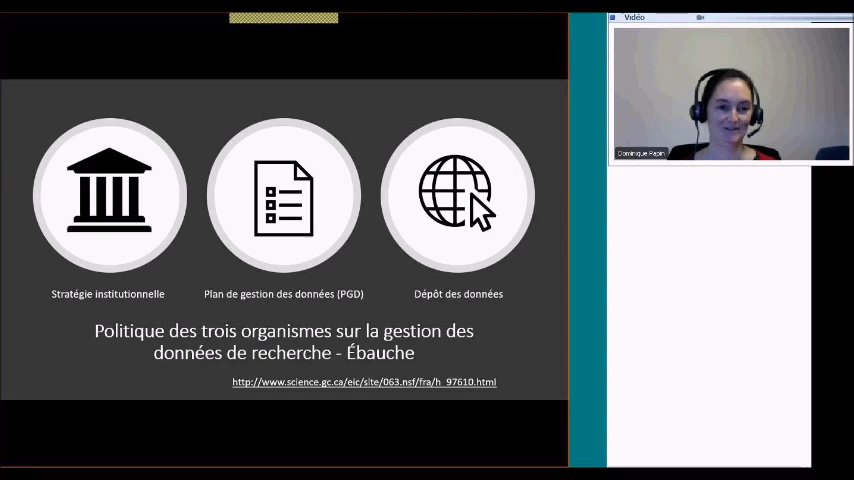 Vidéo
Dominique Papin
Stratégie institutionnelle
Plan de gestion des données (PGD)
Dépôt des données
Politique des trois organismes sur la gestion des
données de recherche - Ébauche
http://www.science.gc.ca/eic/site/063.nsf/fra/h_97610.html